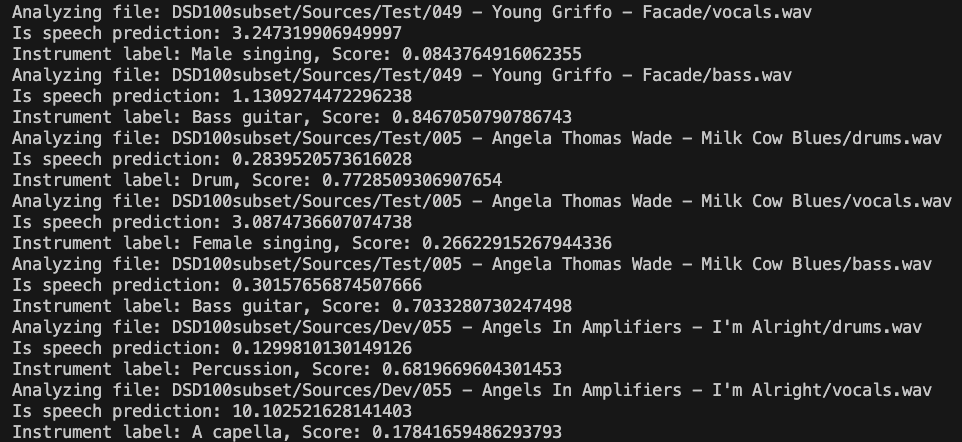 Analyzing file: DSD100subset/Sources/Test/049 - Young Griffo - Facade/vocals.wav
Is speech prediction: 3.247319906949997
Instrument label: Male singing, Score: 0.0843764916062355
Analyzing file: DSD100subset/Sources/Test/049 - Young Griffo - Facade/bass.wav
Is speech prediction: 1.1309274472296238
Instrument label: Bass guitar, Score: 0.8467050790786743
Analyzing file: DSD100subset/Sources/Test/005 - Angela Thomas Wade - Milk Cow Blues/drums.wav
Is speech prediction: 0.2839520573616028
Instrument label: Drum, Score: 0.7728509306907654
Analyzing file: DSD100subset/Sources/Test/005 - Angela Thomas Wade - Milk Cow Blues/vocals.wav
Is speech prediction: 3.0874736607074738
Instrument label: Female singing, Score: 0.26622915267944336
Analyzing file: DSD100subset/Sources/Test/005 - Angela Thomas Wade - Milk Cow Blues/bass.wav
Is speech prediction: 0.30157656874507666
Instrument label: Bass guitar, Score: 0.7033280730247498
Analyzing file: DSD100subset/Sources/Dev/055 - Angels In Amplifiers - I'm Alright/drums.wav
Is speech prediction: 0.1299810130149126
Instrument label: Percussion, Score: 0.6819669604301453
Analyzing file: DSD100subset/Sources/Dev/055 - Angels In Amplifiers - I'm Alright/vocals.wav
Is speech prediction: 10.102521628141403
Instrument label: A capella, Score: 0.17841659486293793